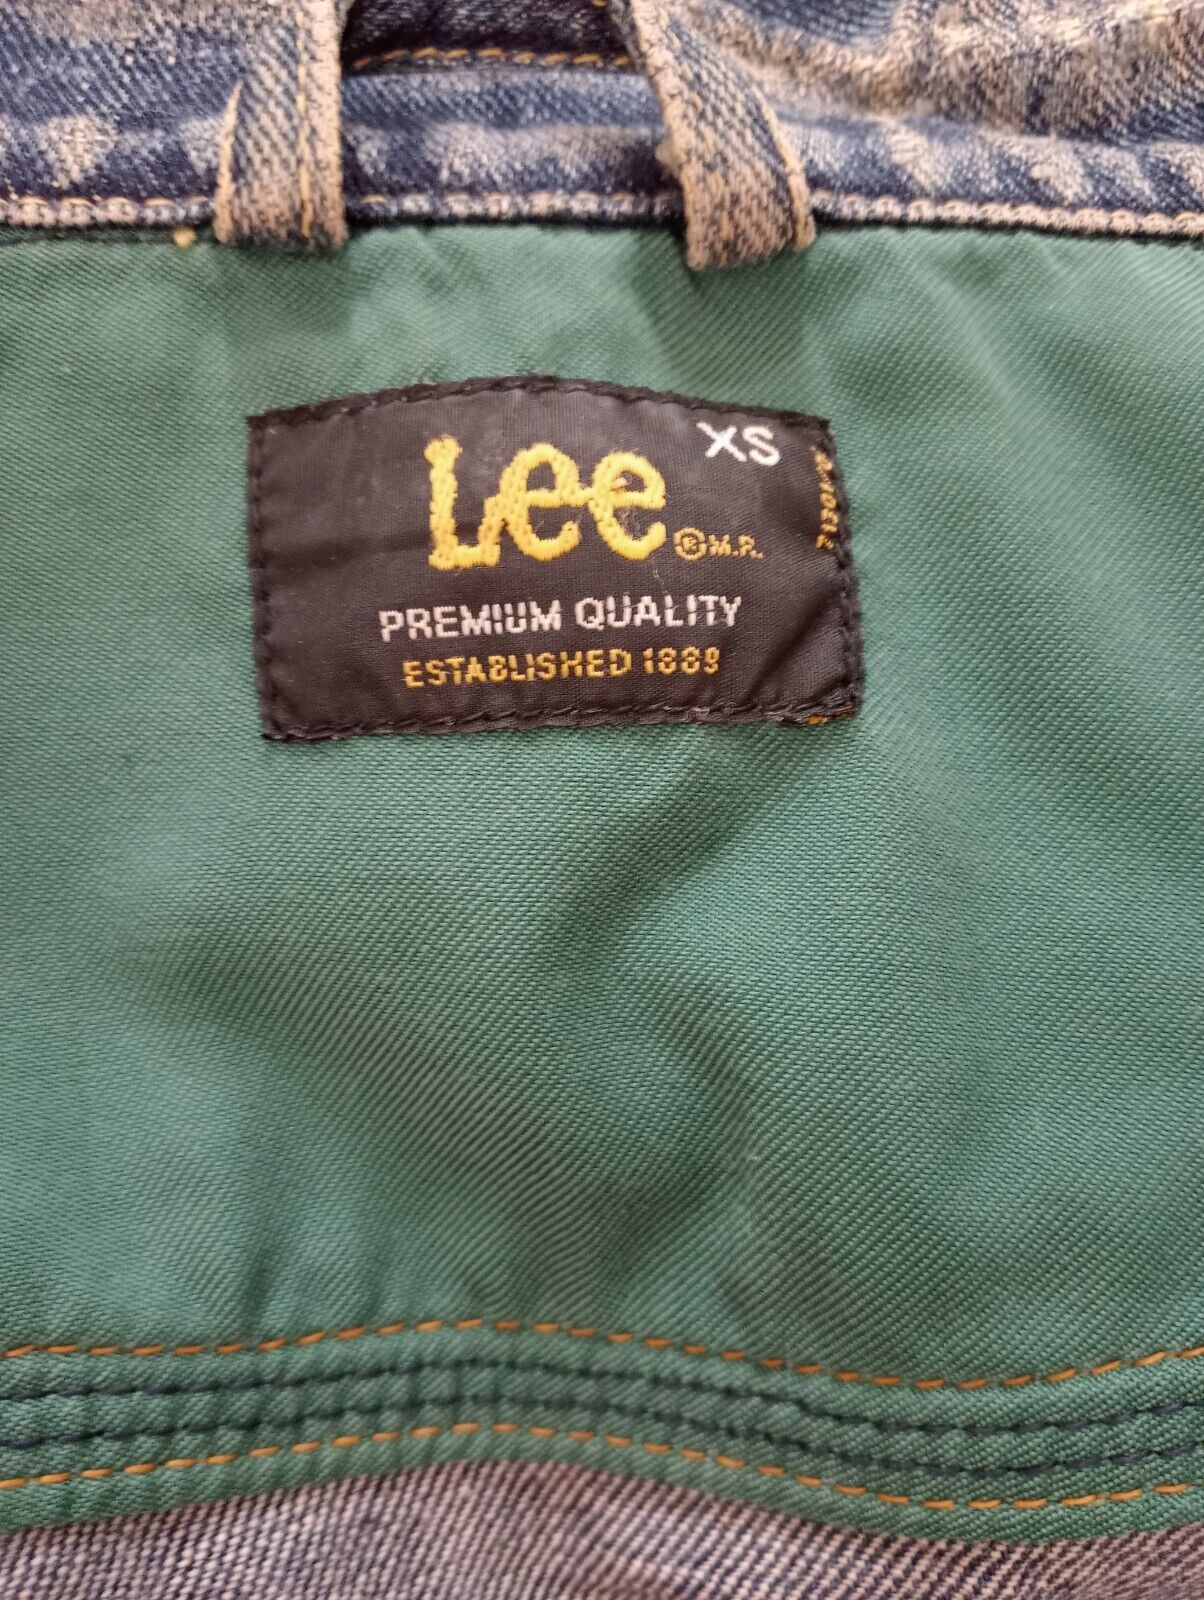 Lee XS
® M.R.
PREMIUM QUALITY
ESTABLISHED 1889